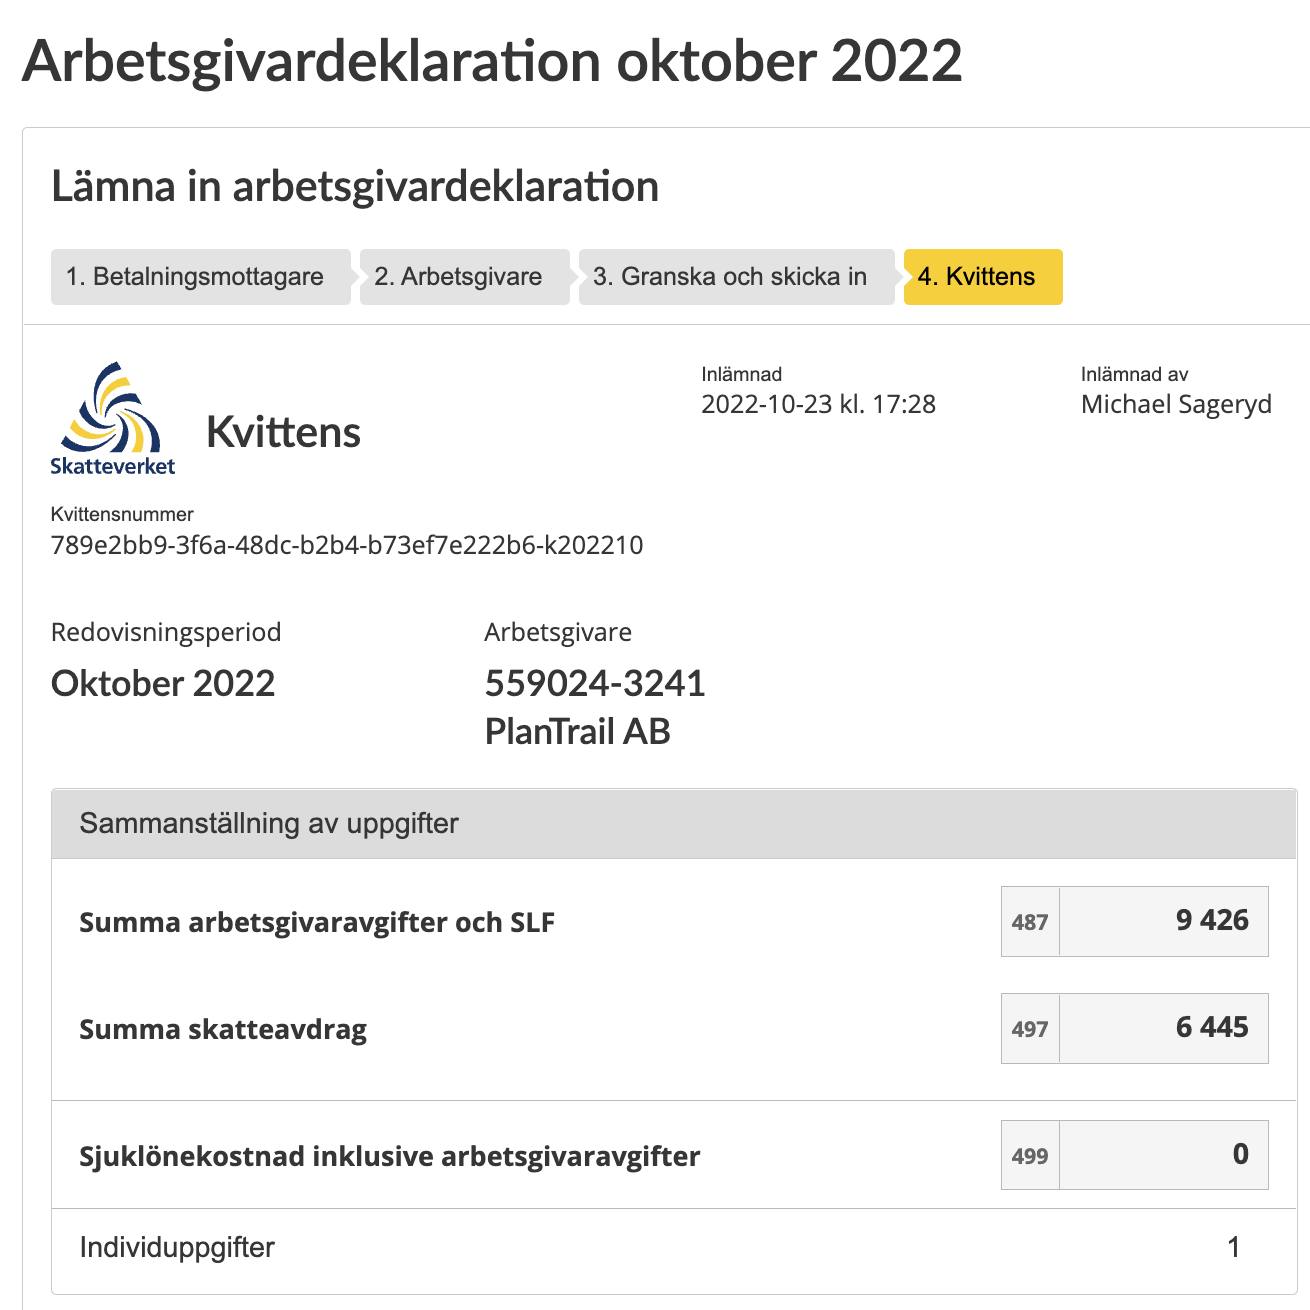 Arbetsgivardeklaration oktober 2022
Lämna in arbetsgivardeklaration
1. Betalningsmottagare
2. Arbetsgivare
3. Granska och skicka in
4. Kvittens
Skatteverket
Kvittens
Inlämnad
2022-10-23 kl. 17:28
Inlämnad av
Michael Sageryd
Kvittensnummer
789e2bb9-3f6a-48dc-b2b4-b73ef7e222b6-k202210
Redovisningsperiod
Oktober 2022
Arbetsgivare
559024-3241
PlanTrail AB
Sammanställning av uppgifter
Summa arbetsgivaravgifter och SLF 487 9 426
Summa skatteavdrag 497 6 445
Sjuklönekostnad inklusive arbetsgivaravgifter 499 0
Individuppgifter 1